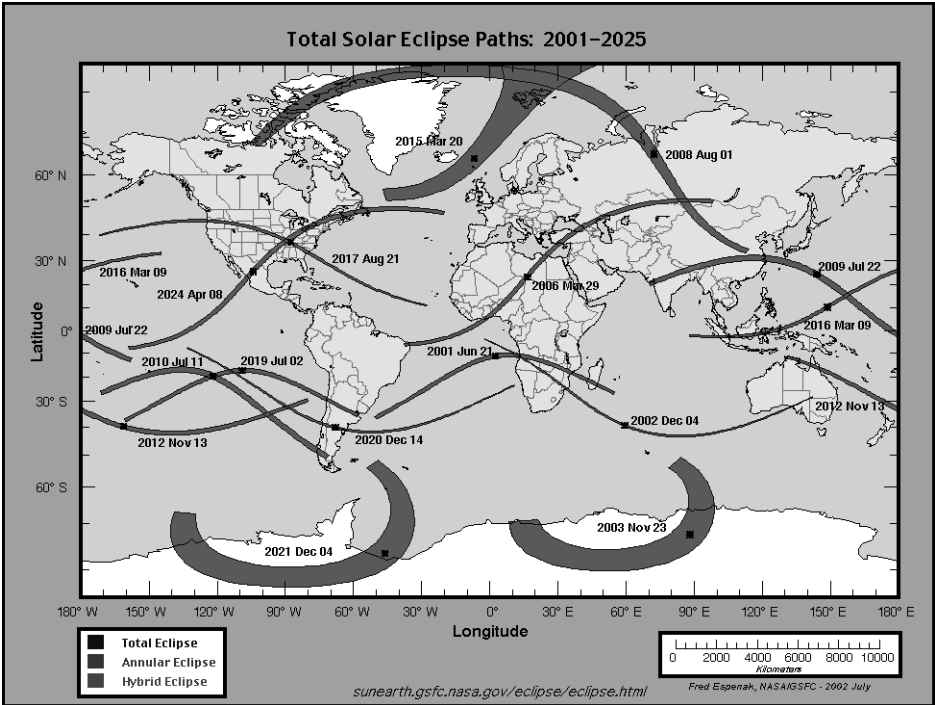 Total Solar Eclipse Paths: 2001–2025
2015 Mar 20
2008 Aug 01
60° N
2017 Aug 21
30° N
2016 Mar 09
2009 Jul 22
2024 Apr 08
2006 Mar 29
2016 Mar 09
Latitude
2009 Jul 22
0°
2001 Jun 21
2010 Jul 11
2019 Jul 02
30° S
2012 Nov 13
2002 Dec 04
2012 Nov 13
2020 Dec 14
60° S
2003 Nov 23
2021 Dec 04
180° W 150° W 120° W 90° W 60° W 30° W 0° 30° E 60° E 90° E 120° E 150° E 180° E
Longitude
Total Eclipse
Annular Eclipse
Hybrid Eclipse
0 2000 4000 6000 8000 10000
Kilometers
sunearth.gsfc.nasa.gov/eclipse/eclipse.html
Fred Espenak, NASA/GSFC - 2002 July